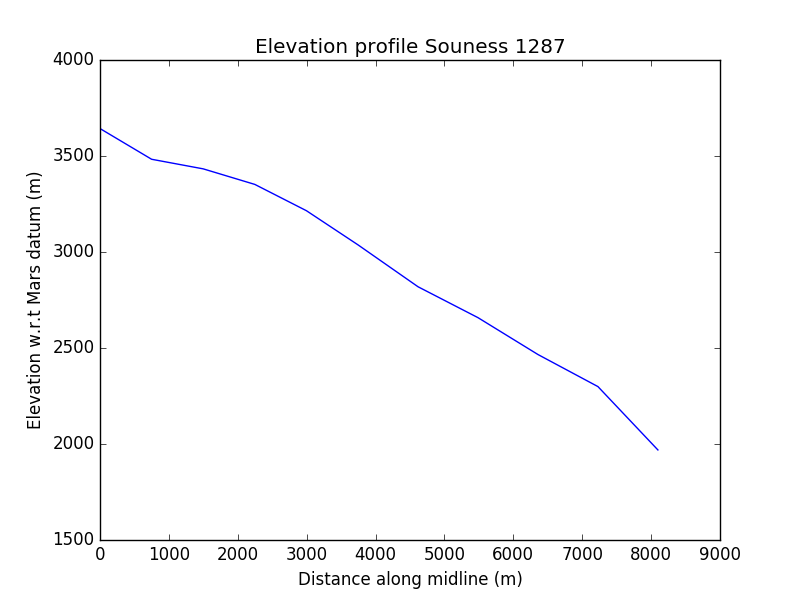 Elevation profile Souness 1287
4000
3500
3000
2500
2000
1500
Elevation w.r.t Mars datum (m)
0 1000 2000 3000 4000 5000 6000 7000 8000 9000
Distance along midline (m)